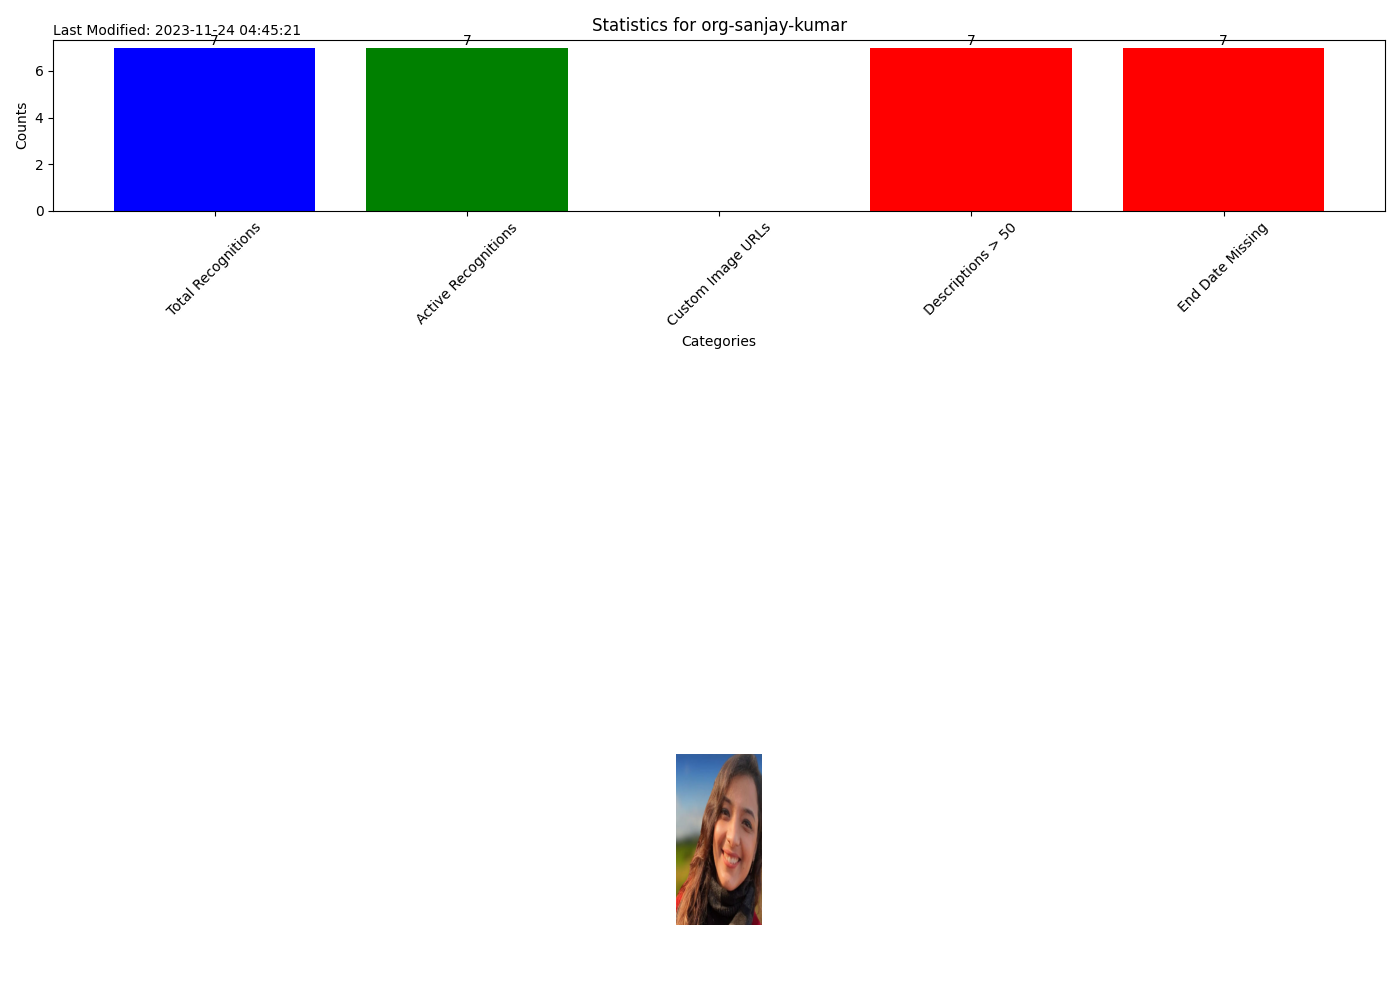 Statistics for org-sanjay-kumar
Last Modified: 2023-11-24 04:45:21
7
7
7
7
6
4
2
0
Counts
Total Recognitions
Active Recognitions
Custom Image URLs
Descriptions > 50
End Date Missing
Categories